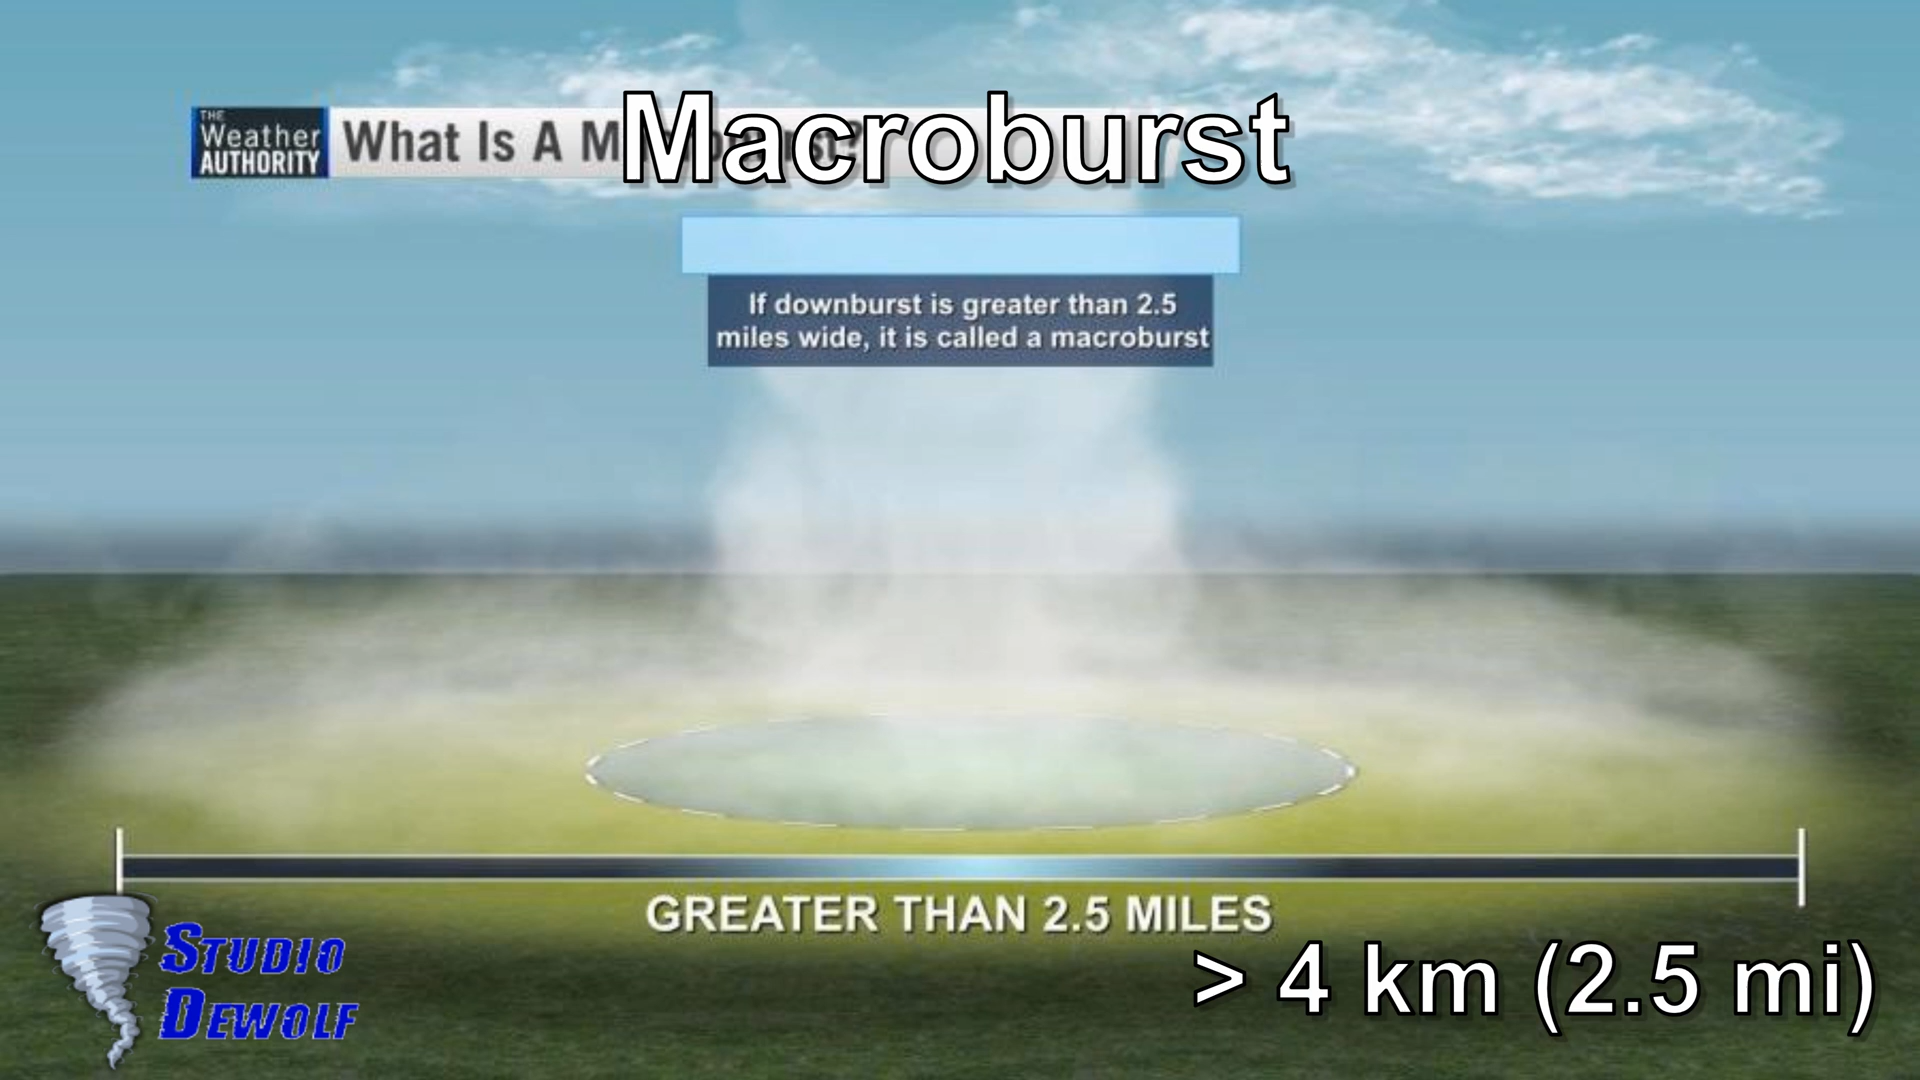 Macroburst
THE
Weather
AUTHORITY
What Is A M
If downburst is greater than 2.5
miles wide, it is called a macroburst
GREATER THAN 2.5 MILES
> 4 km (2.5 mi)
STUDIO
DEWOLF